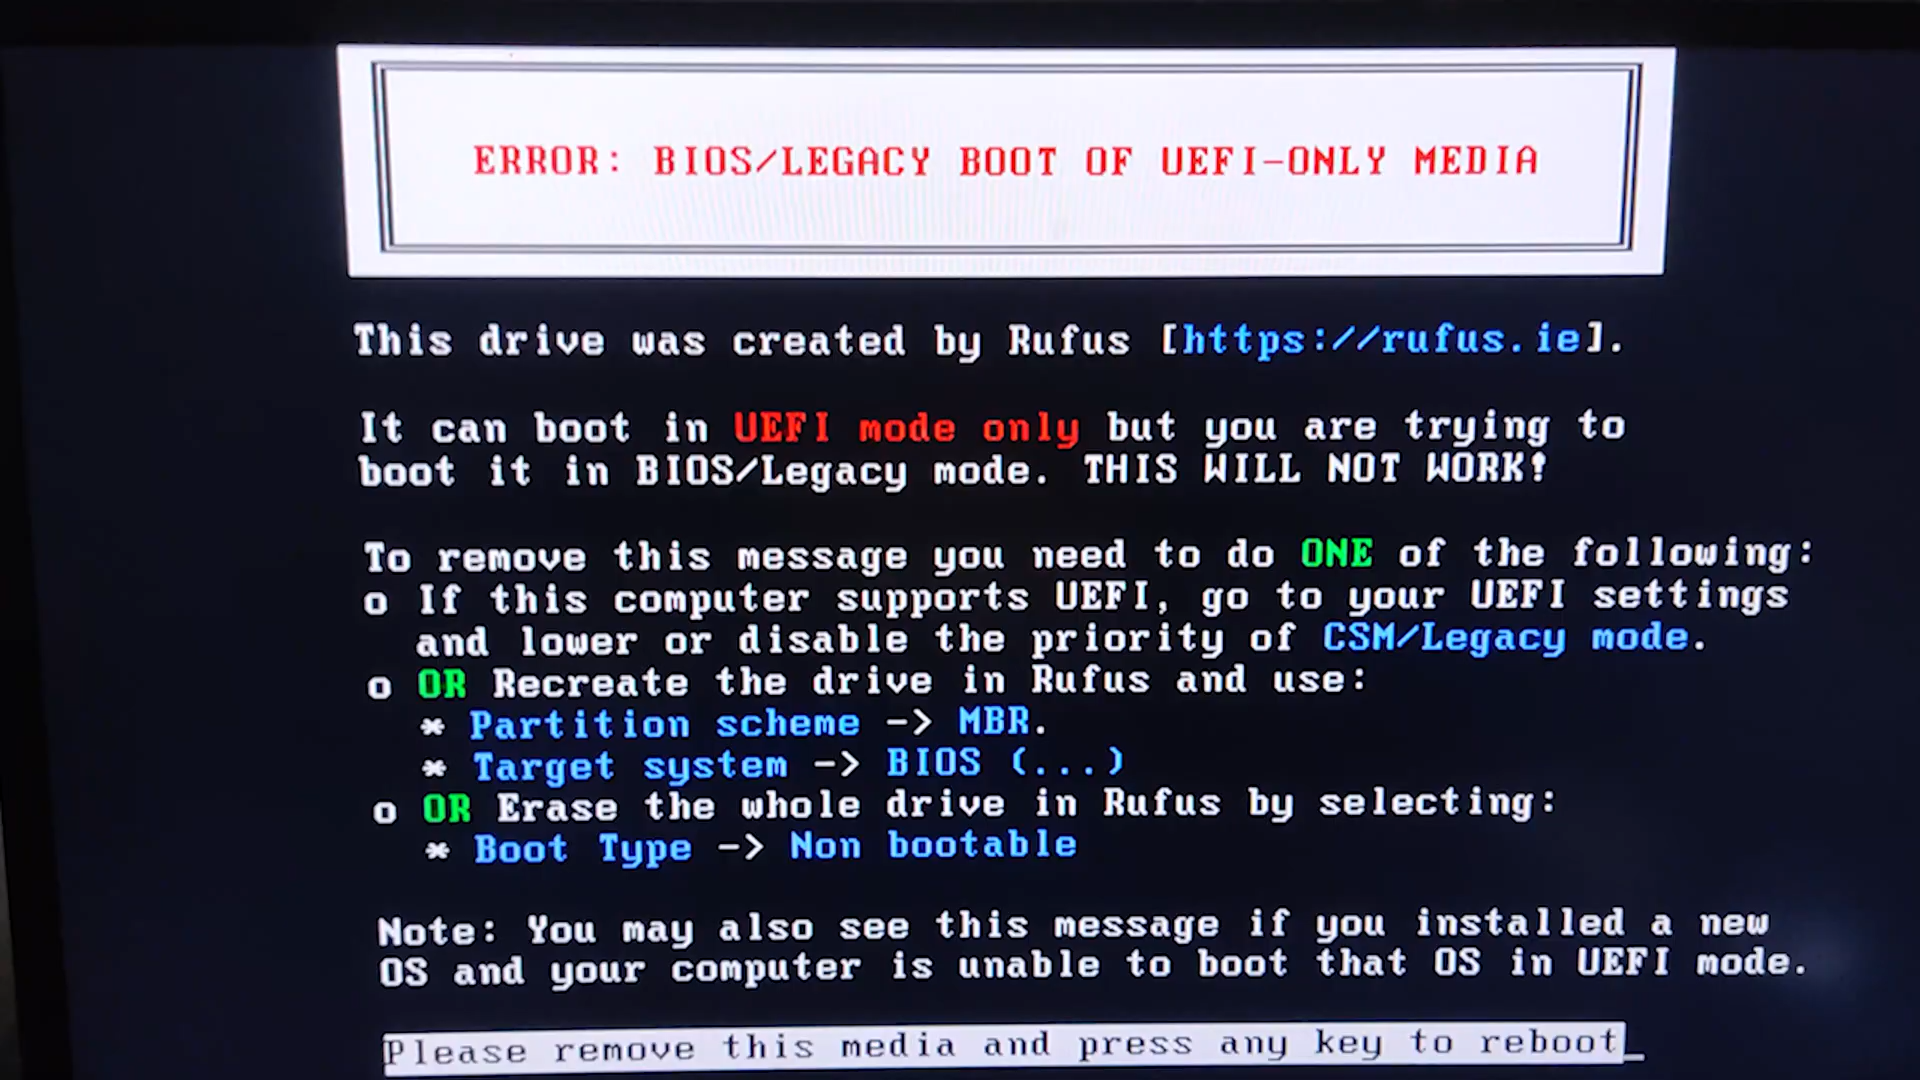 ERROR: BIOS/LEGACY BOOT OF UEFI-ONLY MEDIA
This drive was created by Rufus [https://rufus.ie].
It can boot in UEFI mode only but you are trying to
boot it in BIOS/Legacy mode. THIS WILL NOT WORK!
To remove this message you need to do ONE of the following:
o If this computer supports UEFI, go to your UEFI settings
and lower or disable the priority of CSM/Legacy mode.
o OR Recreate the drive in Rufus and use:
* Partition scheme -> MBR.
* Target system -> BIOS (...)
o OR Erase the whole drive in Rufus by selecting:
* Boot Type -> Non bootable
Note: You may also see this message if you installed a new
OS and your computer is unable to boot that OS in UEFI mode.
Please remove this media and press any key to reboot_